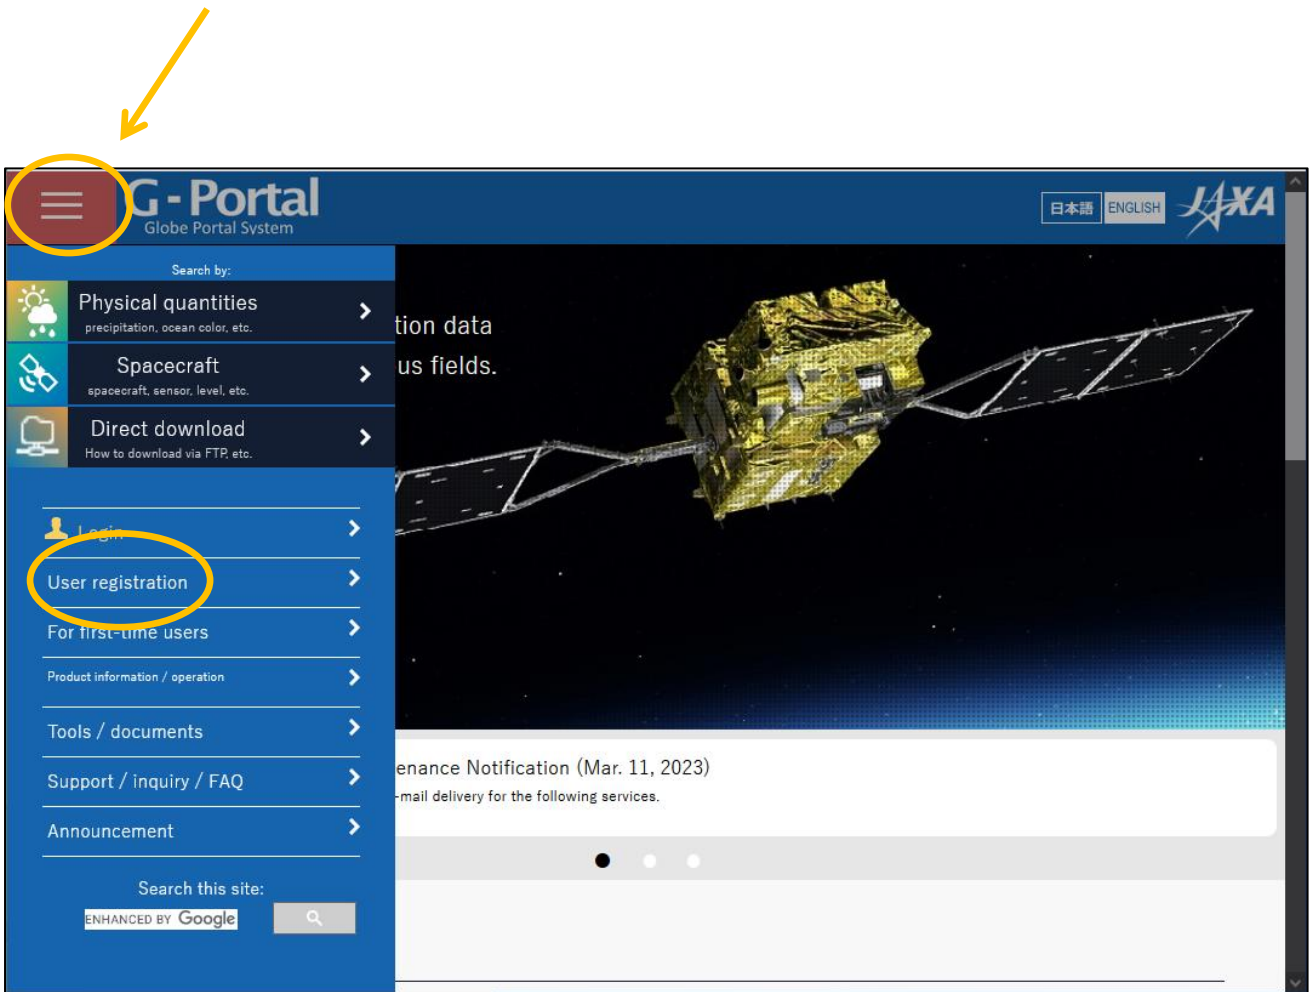 G - Portal
Globe Portal System
日本語
ENGLISH
JAXA
Search by:
Physical quantities
precipitation, ocean color, etc.
Spacecraft
spacecraft, sensor, level, etc.
Direct download
How to download via FTP, etc.
tion data
us fields.
Login
User registration
For first-time users
Product information / operation
Tools / documents
Support / inquiry / FAQ
Announcement
enance Notification (Mar. 11, 2023)
-mail delivery for the following services.
Search this site:
ENHANCED BY Google